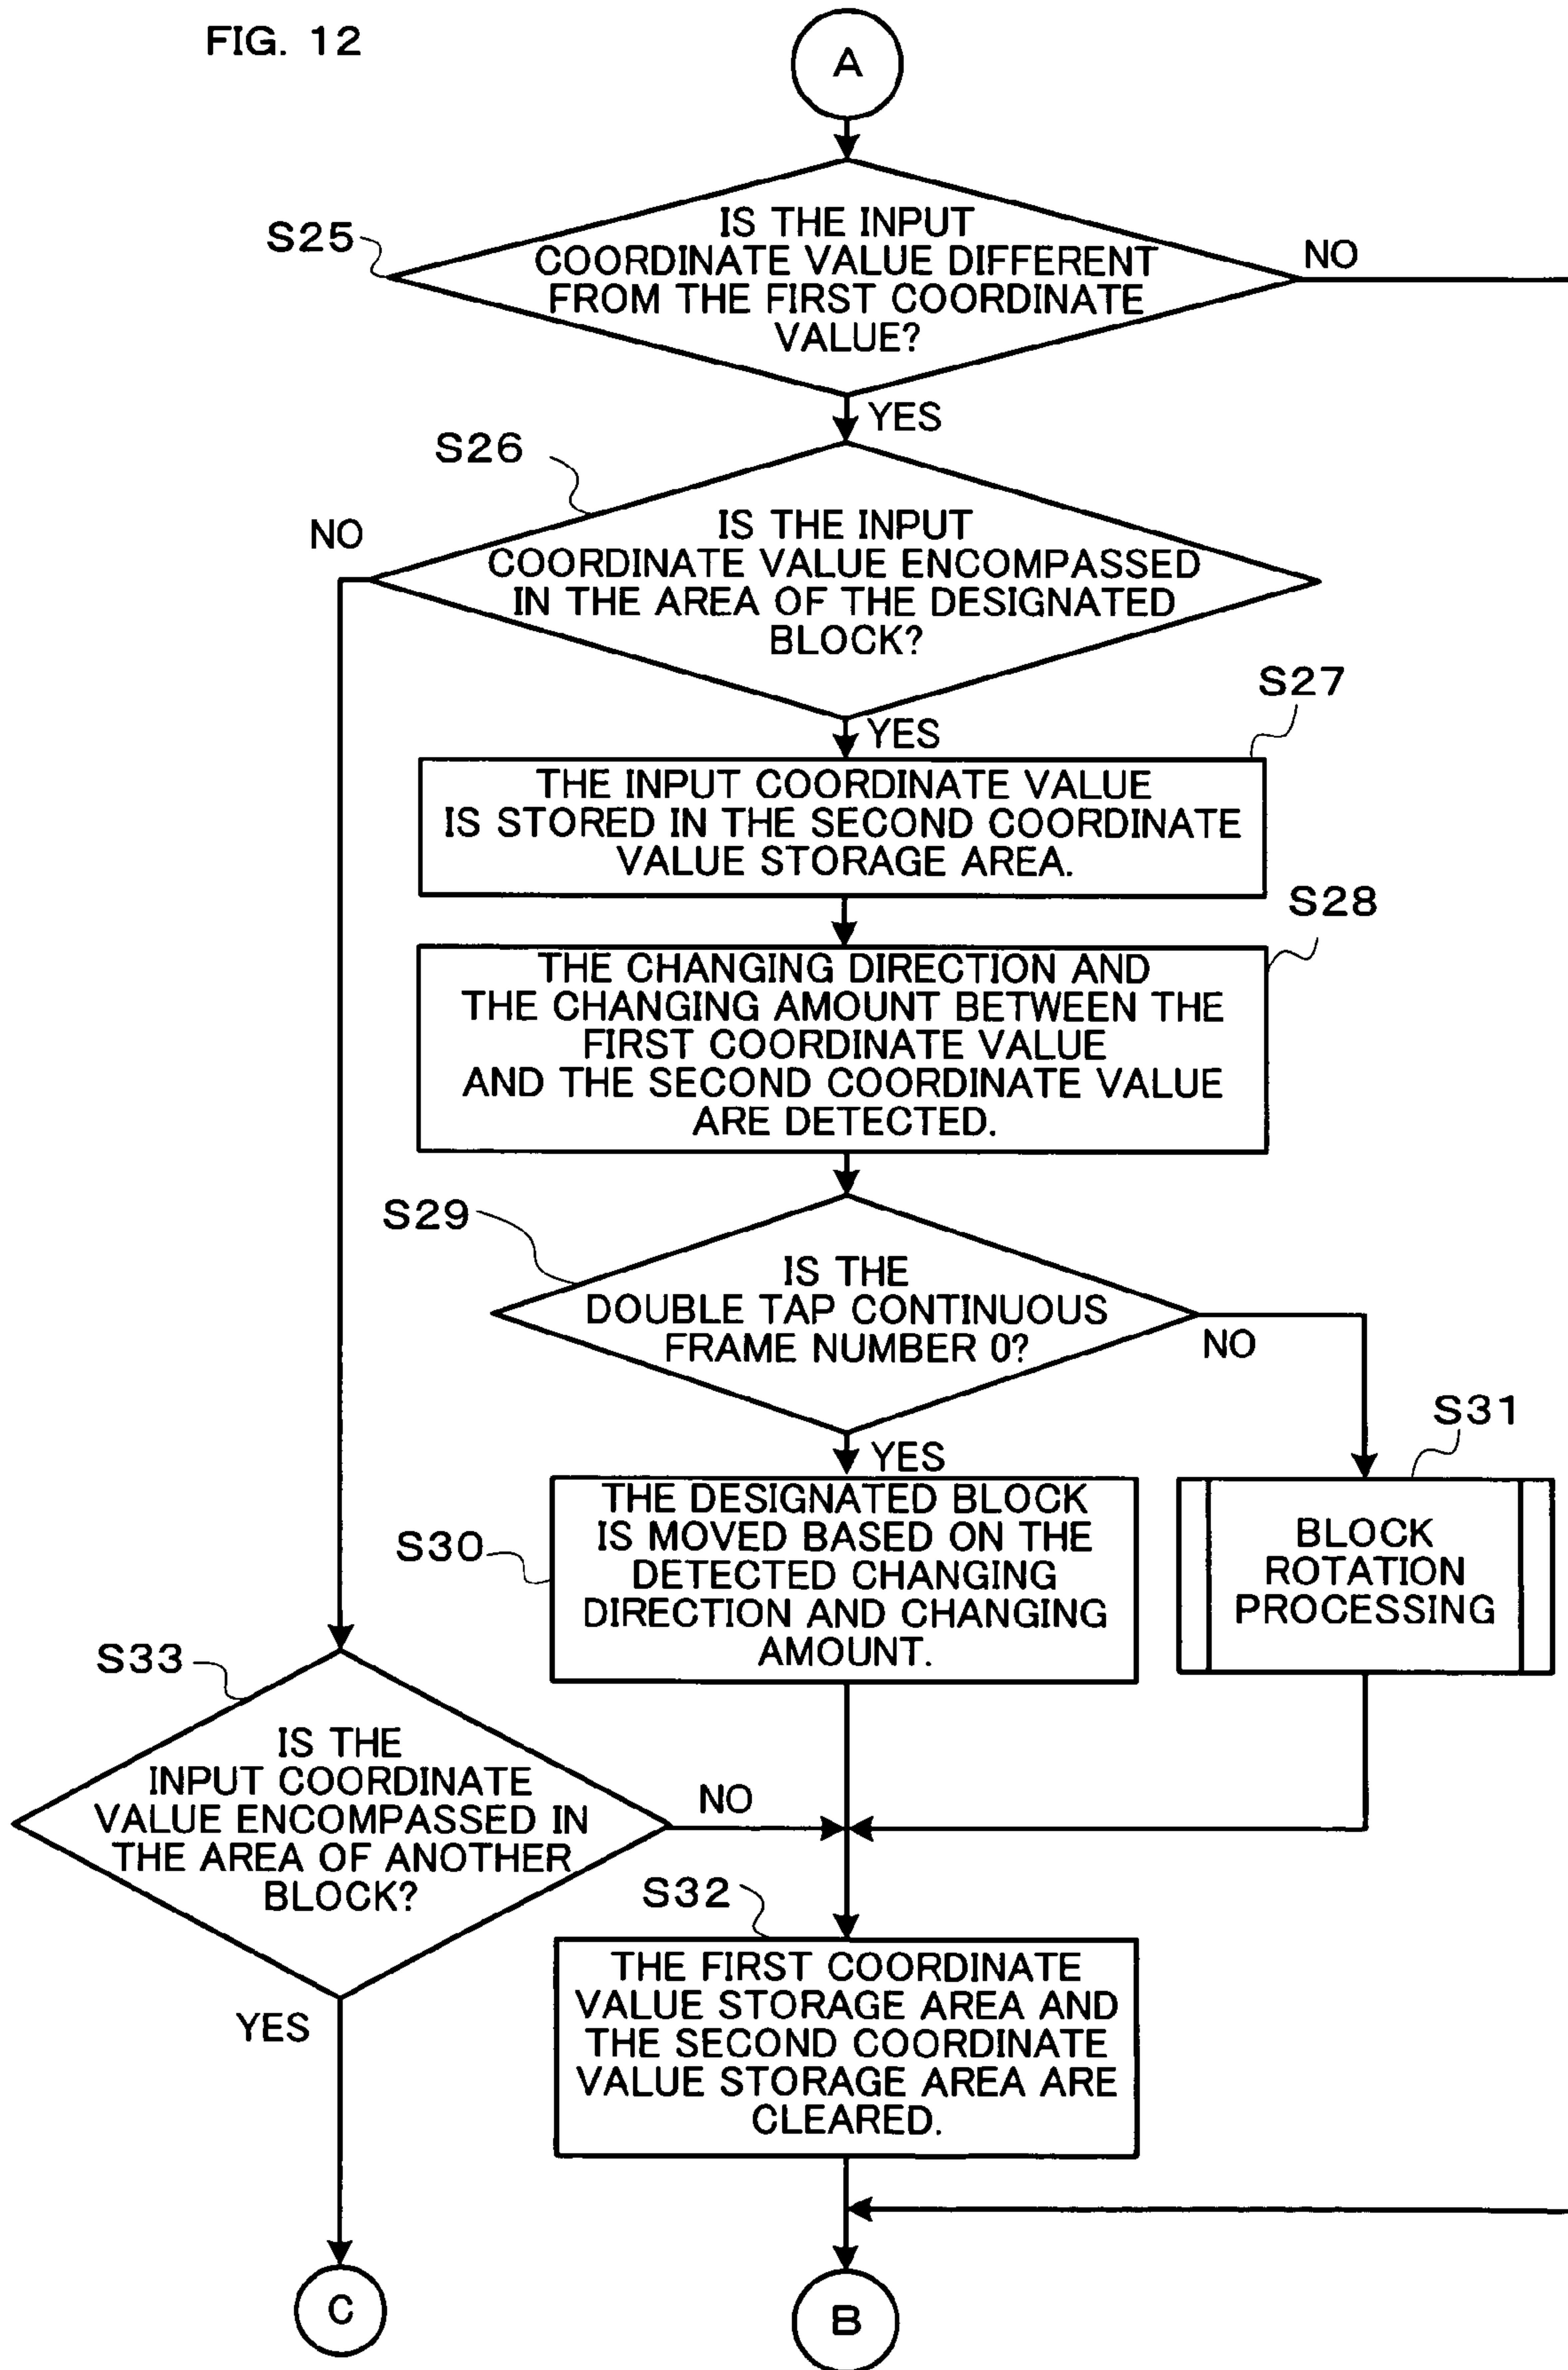 FIG. 12
A
S25
IS THE INPUT
COORDINATE VALUE DIFFERENT
FROM THE FIRST COORDINATE
VALUE?
NO
YES
S26
NO
IS THE INPUT
COORDINATE VALUE ENCOMPASSED
IN THE AREA OF THE DESIGNATED
BLOCK?
YES
S27
THE INPUT COORDINATE VALUE
IS STORED IN THE SECOND COORDINATE
VALUE STORAGE AREA.
S28
THE CHANGING DIRECTION AND
THE CHANGING AMOUNT BETWEEN THE
FIRST COORDINATE VALUE
AND THE SECOND COORDINATE VALUE
ARE DETECTED.
S29
IS THE
DOUBLE TAP CONTINUOUS
FRAME NUMBER 0?
NO
YES
S30
THE DESIGNATED BLOCK
IS MOVED BASED ON THE
DETECTED CHANGING
DIRECTION AND CHANGING
AMOUNT.
S31
BLOCK
ROTATION
PROCESSING
S33
IS THE
INPUT COORDINATE
VALUE ENCOMPASSED IN
THE AREA OF ANOTHER
BLOCK?
NO
YES
S32
THE FIRST COORDINATE
VALUE STORAGE AREA AND
THE SECOND COORDINATE
VALUE STORAGE AREA ARE
CLEARED.
C
B